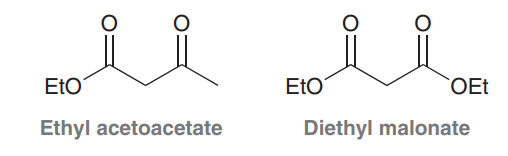 O O O O
EtO EtO OEt
Ethyl acetoacetate Diethyl malonate